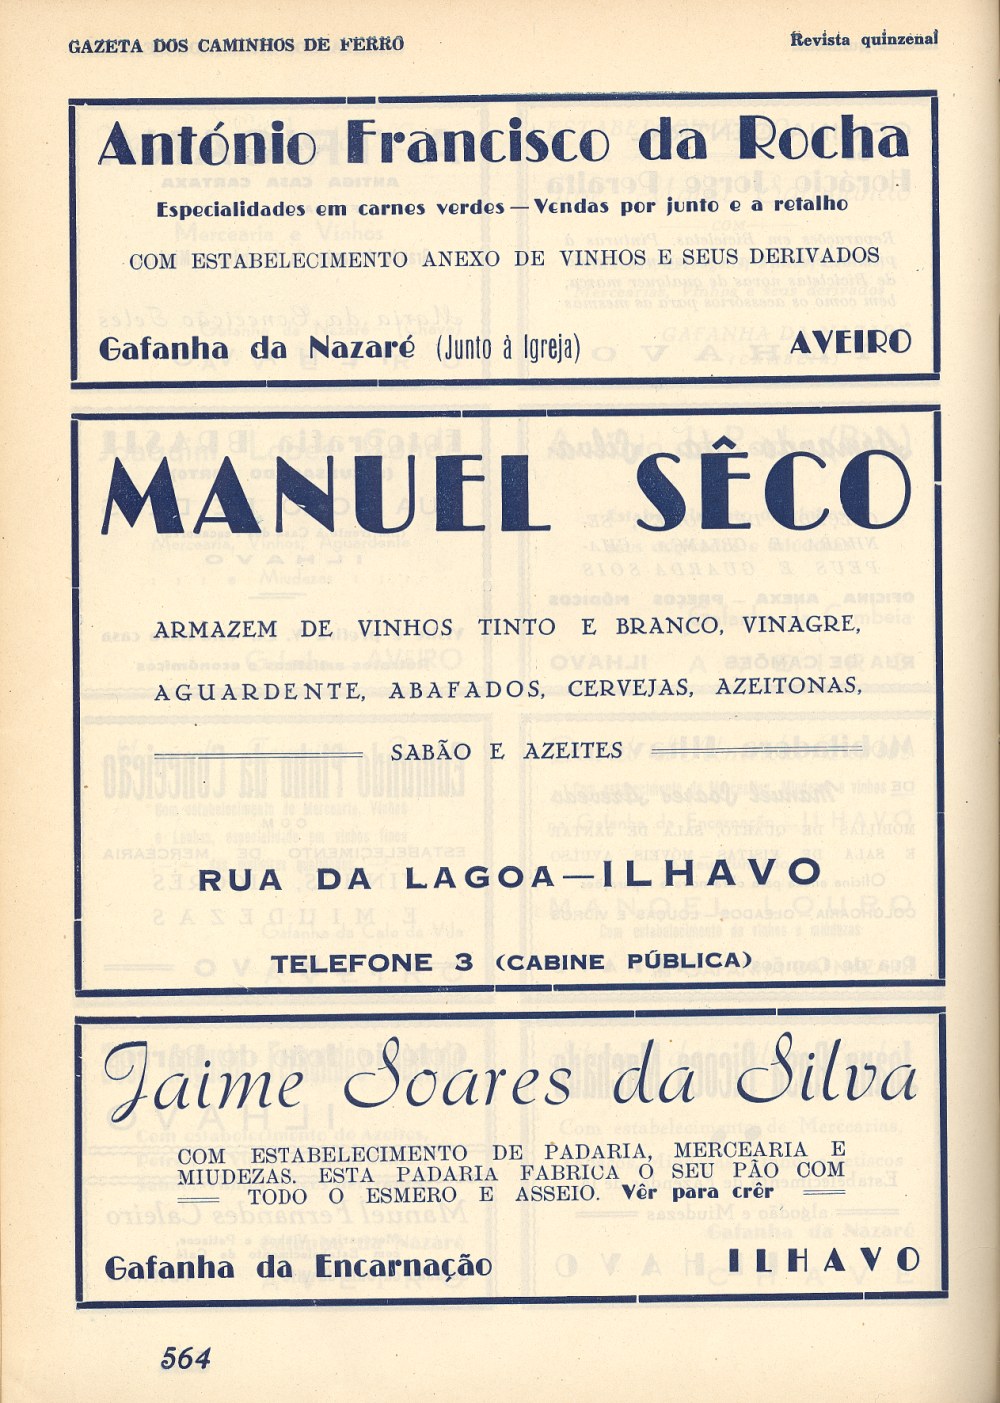 GAZETA DOS CAMINHOS DE FERRO
Revista quinzenal
António Francisco da Rocha
Especialidades em carnes verdes — Vendas por junto e a retalho
COM ESTABELECIMENTO ANEXO DE VINHOS E SEUS DERIVADOS
Gafanha da Nazaré (Junto à Igreja) AVEIRO
MANUEL SÊCO
ARMAZEM DE VINHOS TINTO E BRANCO, VINAGRE,
AGUARDENTE, ABAFADOS, CERVEJAS, AZEITONAS,
SABÃO E AZEITES
RUA DA LAGOA — ILHAVO
TELEFONE 3 (CABINE PÚBLICA)
Jaime Soares da Silva
COM ESTABELECIMENTO DE PADARIA, MERCEARIA E
MIUDEZAS. ESTA PADARIA FABRICA O SEU PÃO COM
TODO O ESMERO E ASSEIO. Vêr para crêr
Gafanha da Encarnação ILHAVO
564